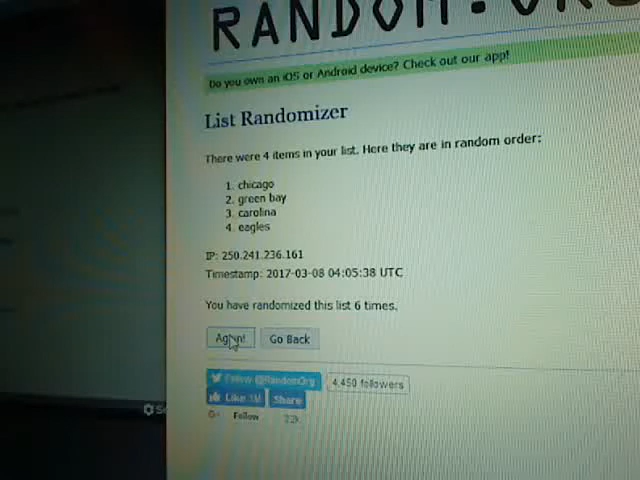 RANDOM.ORG
Do you own an iOS or Android device? Check out our app!
List Randomizer
There were 4 items in your list. Here they are in random order:
1. chicago
2. green bay
3. carolina
4. eagles
IP: 250.241.236.161
Timestamp: 2017-03-08 04:05:38 UTC
You have randomized this list 6 times.
Again! Go Back
Follow @RandomOrg 4,450 followers
Like 1M Share
G+ Follow 22k